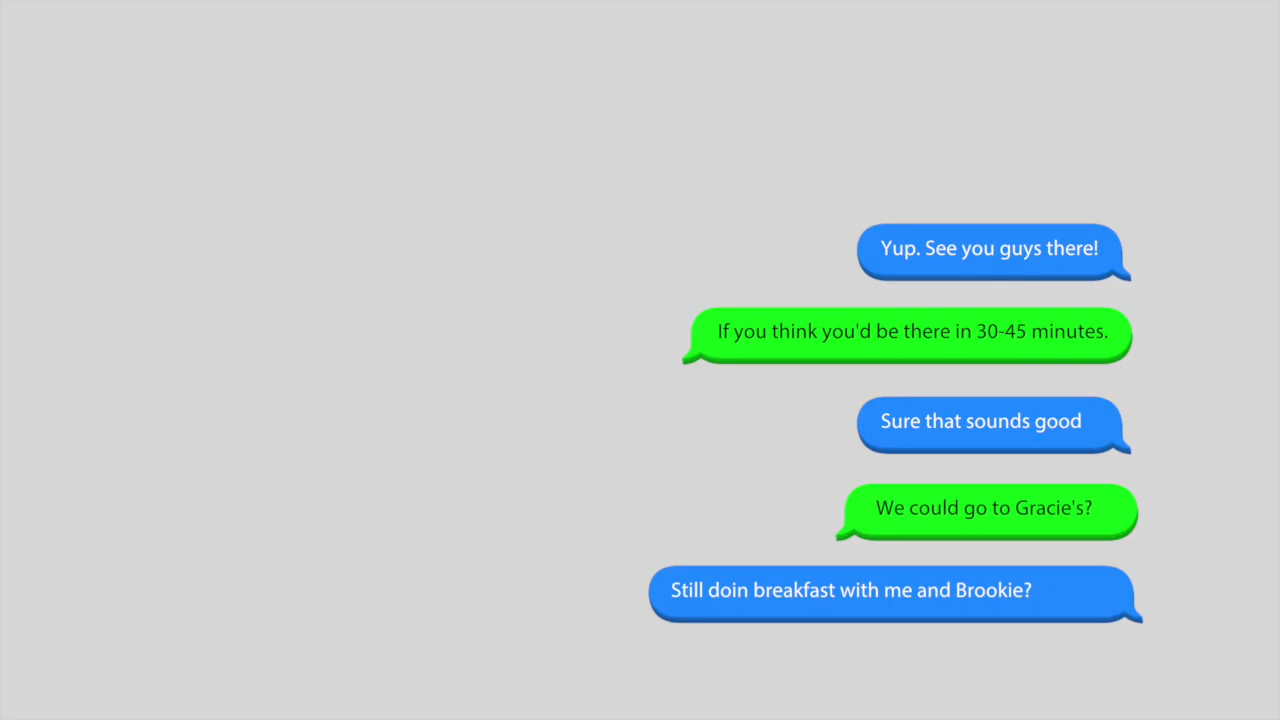 Yup. See you guys there!
If you think you'd be there in 30-45 minutes.
Sure that sounds good
We could go to Gracie's?
Still doin breakfast with me and Brookie?